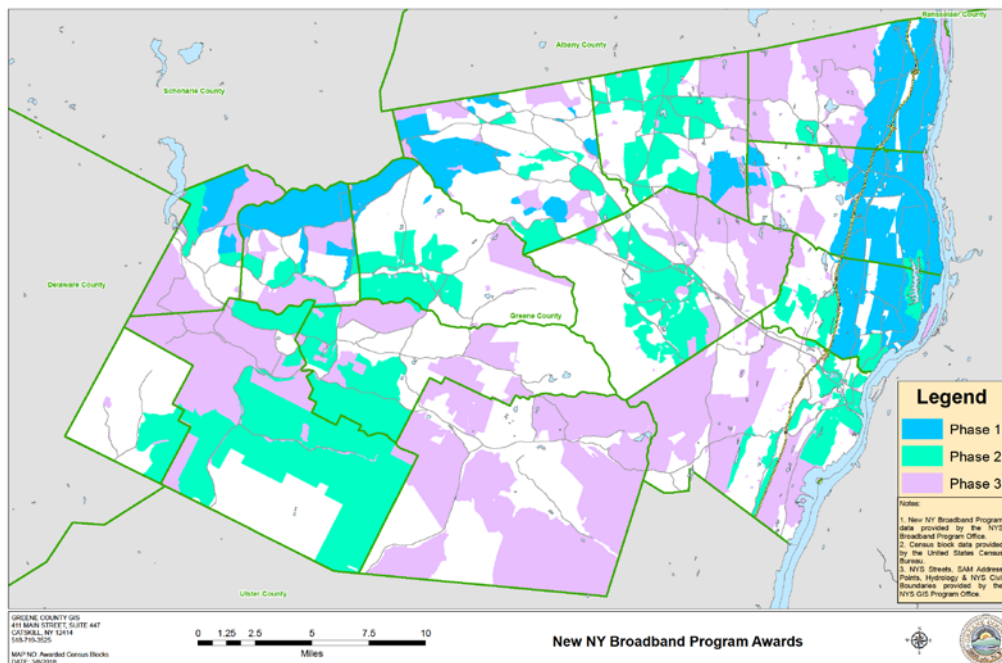 Rensselaer County
Albany County
Schoharie County
Delaware County
Greene County
Ulster County
Legend
Phase 1
Phase 2
Phase 3
Notes:
1. New NY Broadband Program
data provided by the NYS
Broadband Program Office.
2. Census block data provided
by the United States Census
Bureau.
3. NYS Streets, SAM Address
Points, Hydrology & NYS Civil
Boundaries provided by the
NYS GIS Program Office.
GREENE COUNTY GIS
411 MAIN STREET, SUITE 447
CATSKILL, NY 12414
518-719-3525
MAP NO: Awarded Census Blocks
DATE: 3/6/2018
0 1.25 2.5 5 7.5 10
Miles
New NY Broadband Program Awards